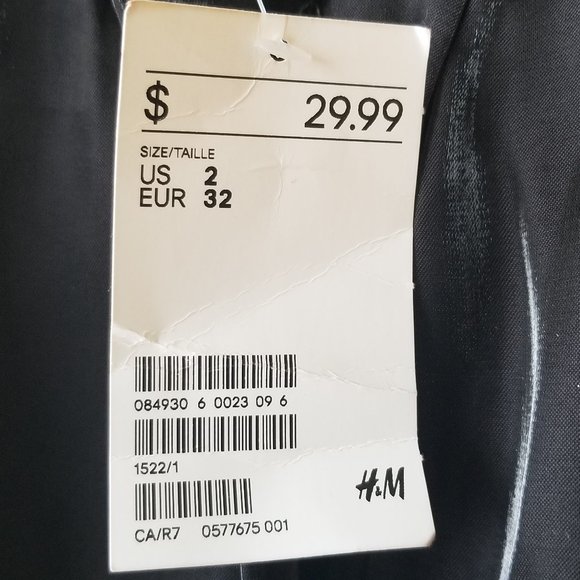 $ 29.99
SIZE/TAILLE
US 2
EUR 32
084930 6 0023 09 6
1522/1
H&M
CA/R7 0577675 001